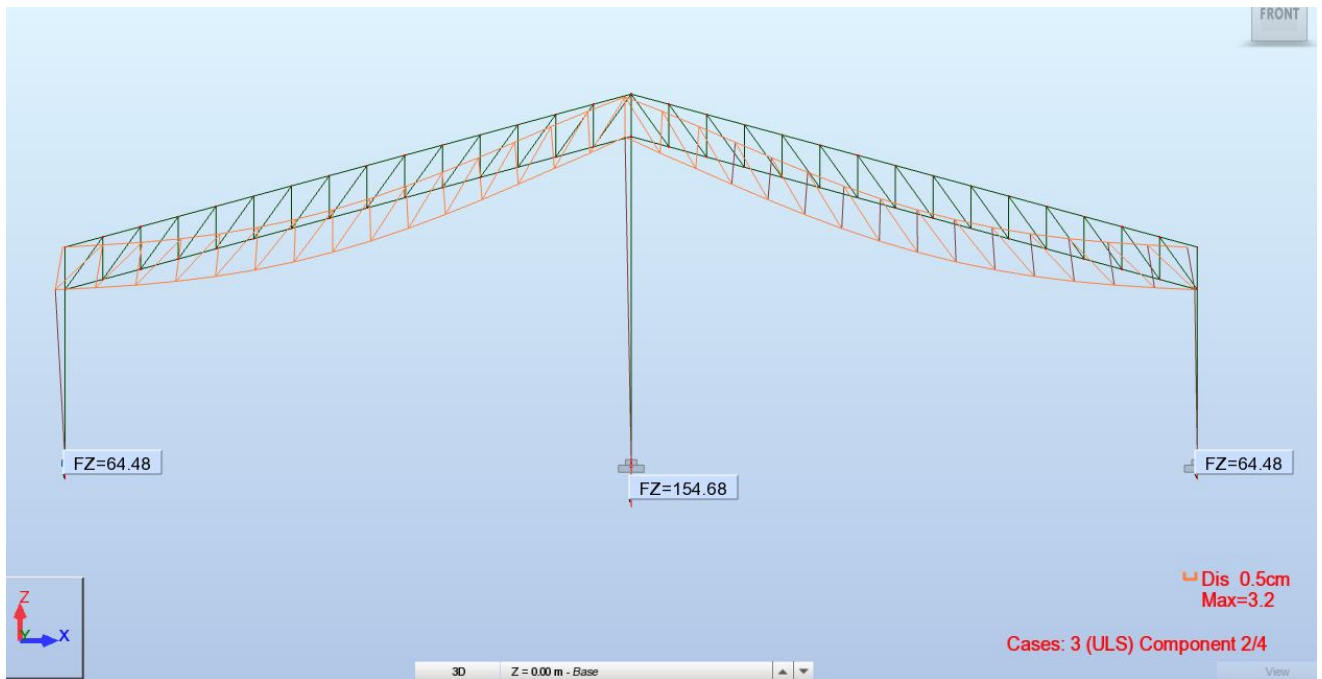 FRONT
FZ=64.48
FZ=154.68
FZ=64.48
Dis 0.5cm
Max=3.2
Cases: 3 (ULS) Component 2/4
Z
Y
X
3D Z = 0.00 m - Base
View